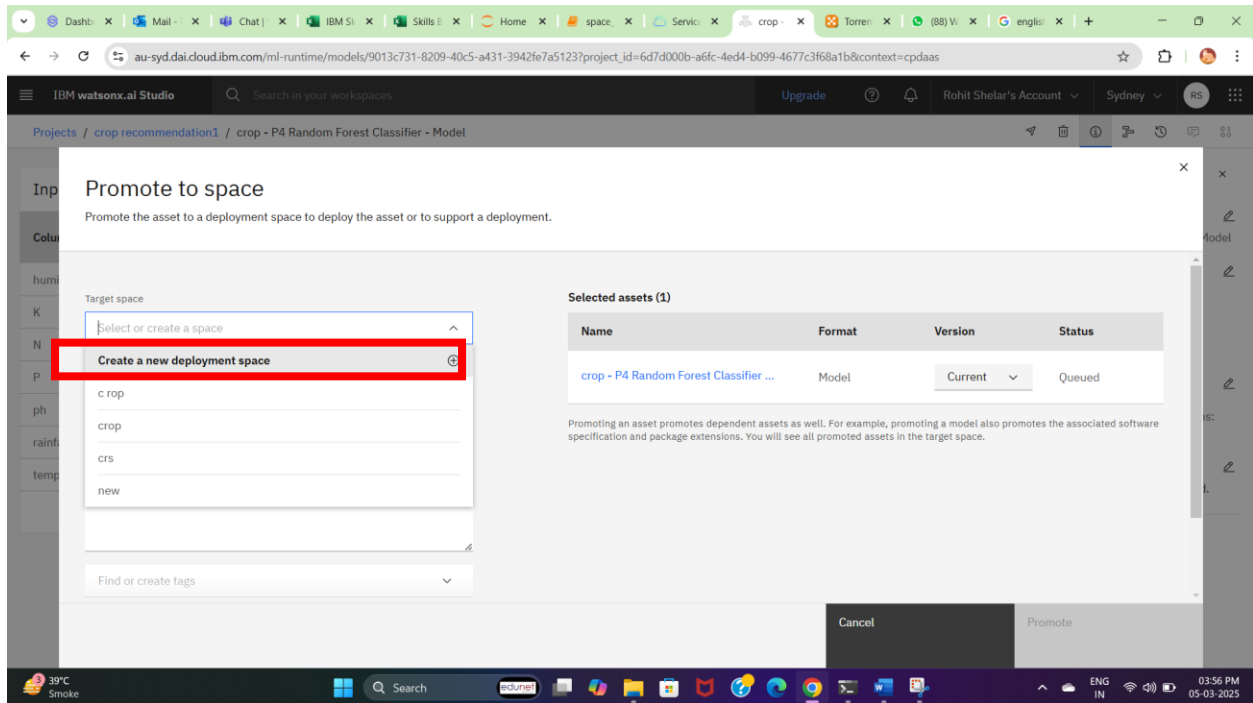 Dashb
Mail -
Chat |
IBM Sk
Skills E
Home
space_
Service
crop -
Torren
(88) W
englis
au-syd.dai.cloud.ibm.com/ml-runtime/models/9013c731-8209-40c5-a431-3942fe7a5123?project_id=6d7d000b-a6fc-4ed4-b099-4677c3f68a1b&context=cpdaas
IBM watsonx.ai Studio
Search in your workspaces
Upgrade
Rohit Shelar's Account
Sydney
RS
Projects / crop recommendation1 / crop - P4 Random Forest Classifier - Model
Inp
Colu
humi
K
N
P
ph
rainfa
temp
Model
ns:
d.
Promote to space
Promote the asset to a deployment space to deploy the asset or to support a deployment.
Target space
Select or create a space
Create a new deployment space
c rop
crop
crs
new
Find or create tags
Selected assets (1)
Name Format Version Status
crop - P4 Random Forest Classifier ... Model Current Queued
Promoting an asset promotes dependent assets as well. For example, promoting a model also promotes the associated software
specification and package extensions. You will see all promoted assets in the target space.
Cancel
Promote
3
39°C
Smoke
Search
edunet
ENG
IN
03:56 PM
05-03-2025